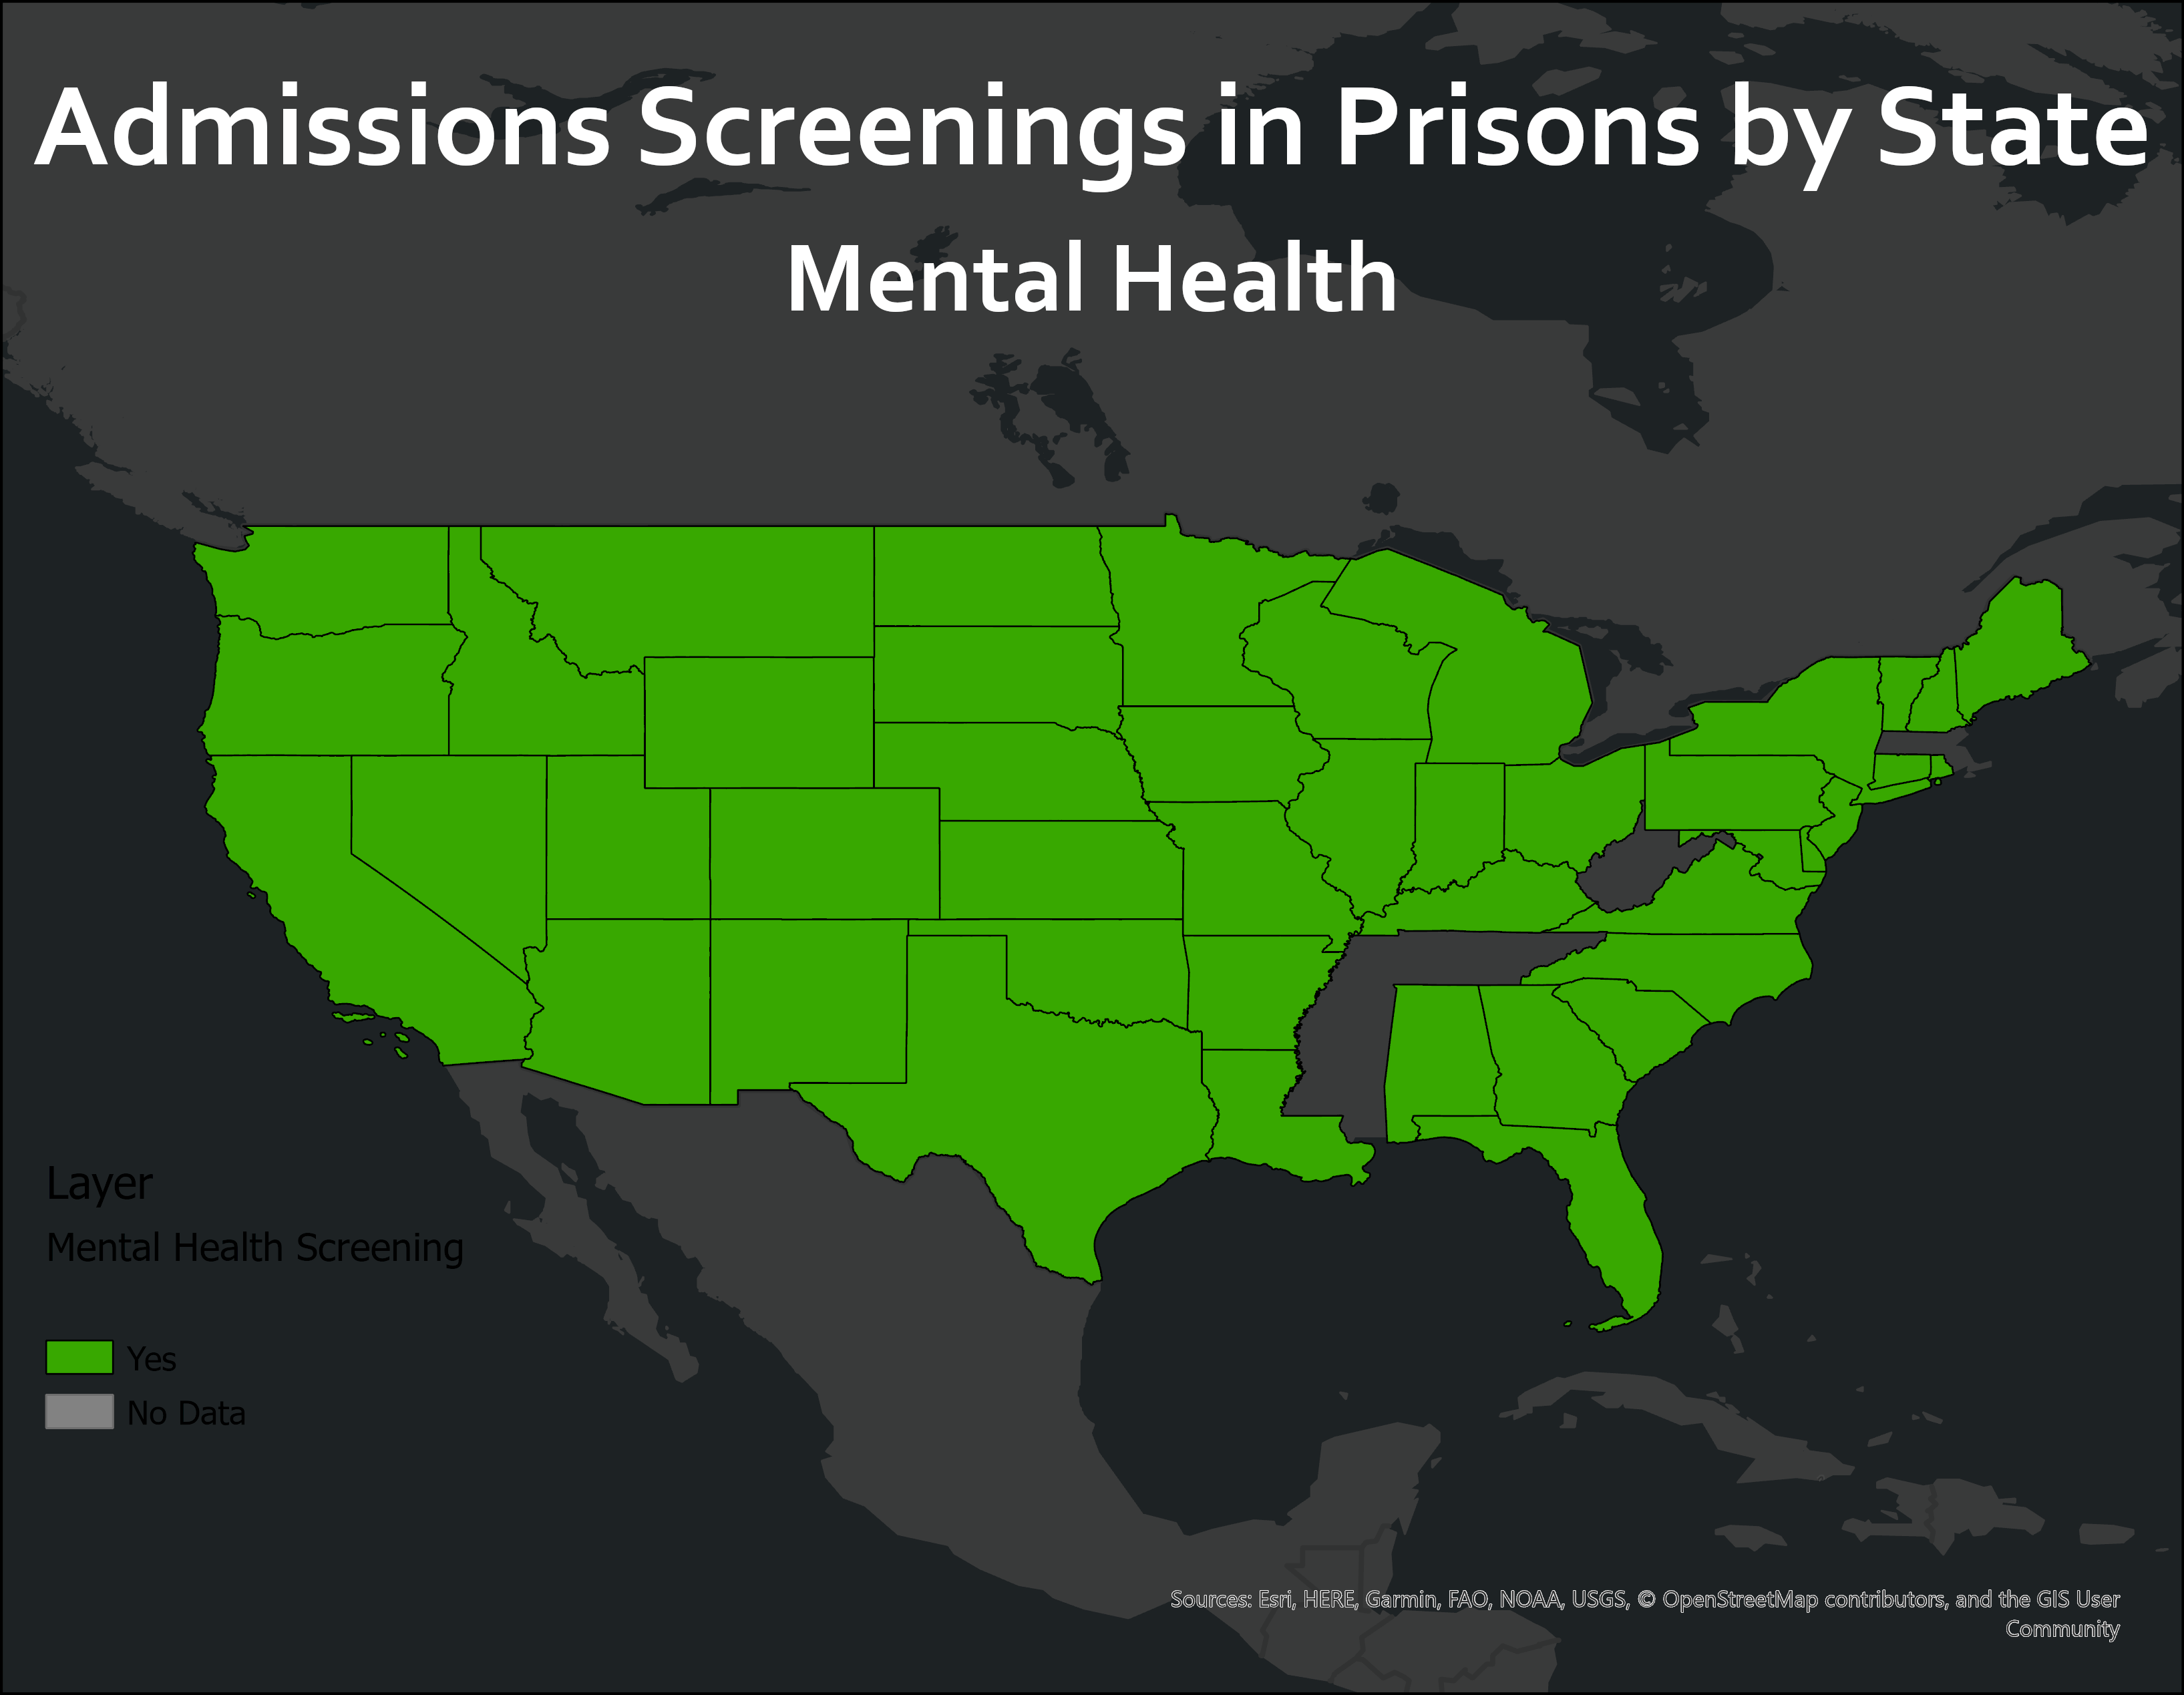 Admissions Screenings in Prisons by State
Mental Health
Layer
Mental Health Screening
Yes
No Data
Sources: Esri, HERE, Garmin, FAO, NOAA, USGS, © OpenStreetMap contributors, and the GIS User
Community